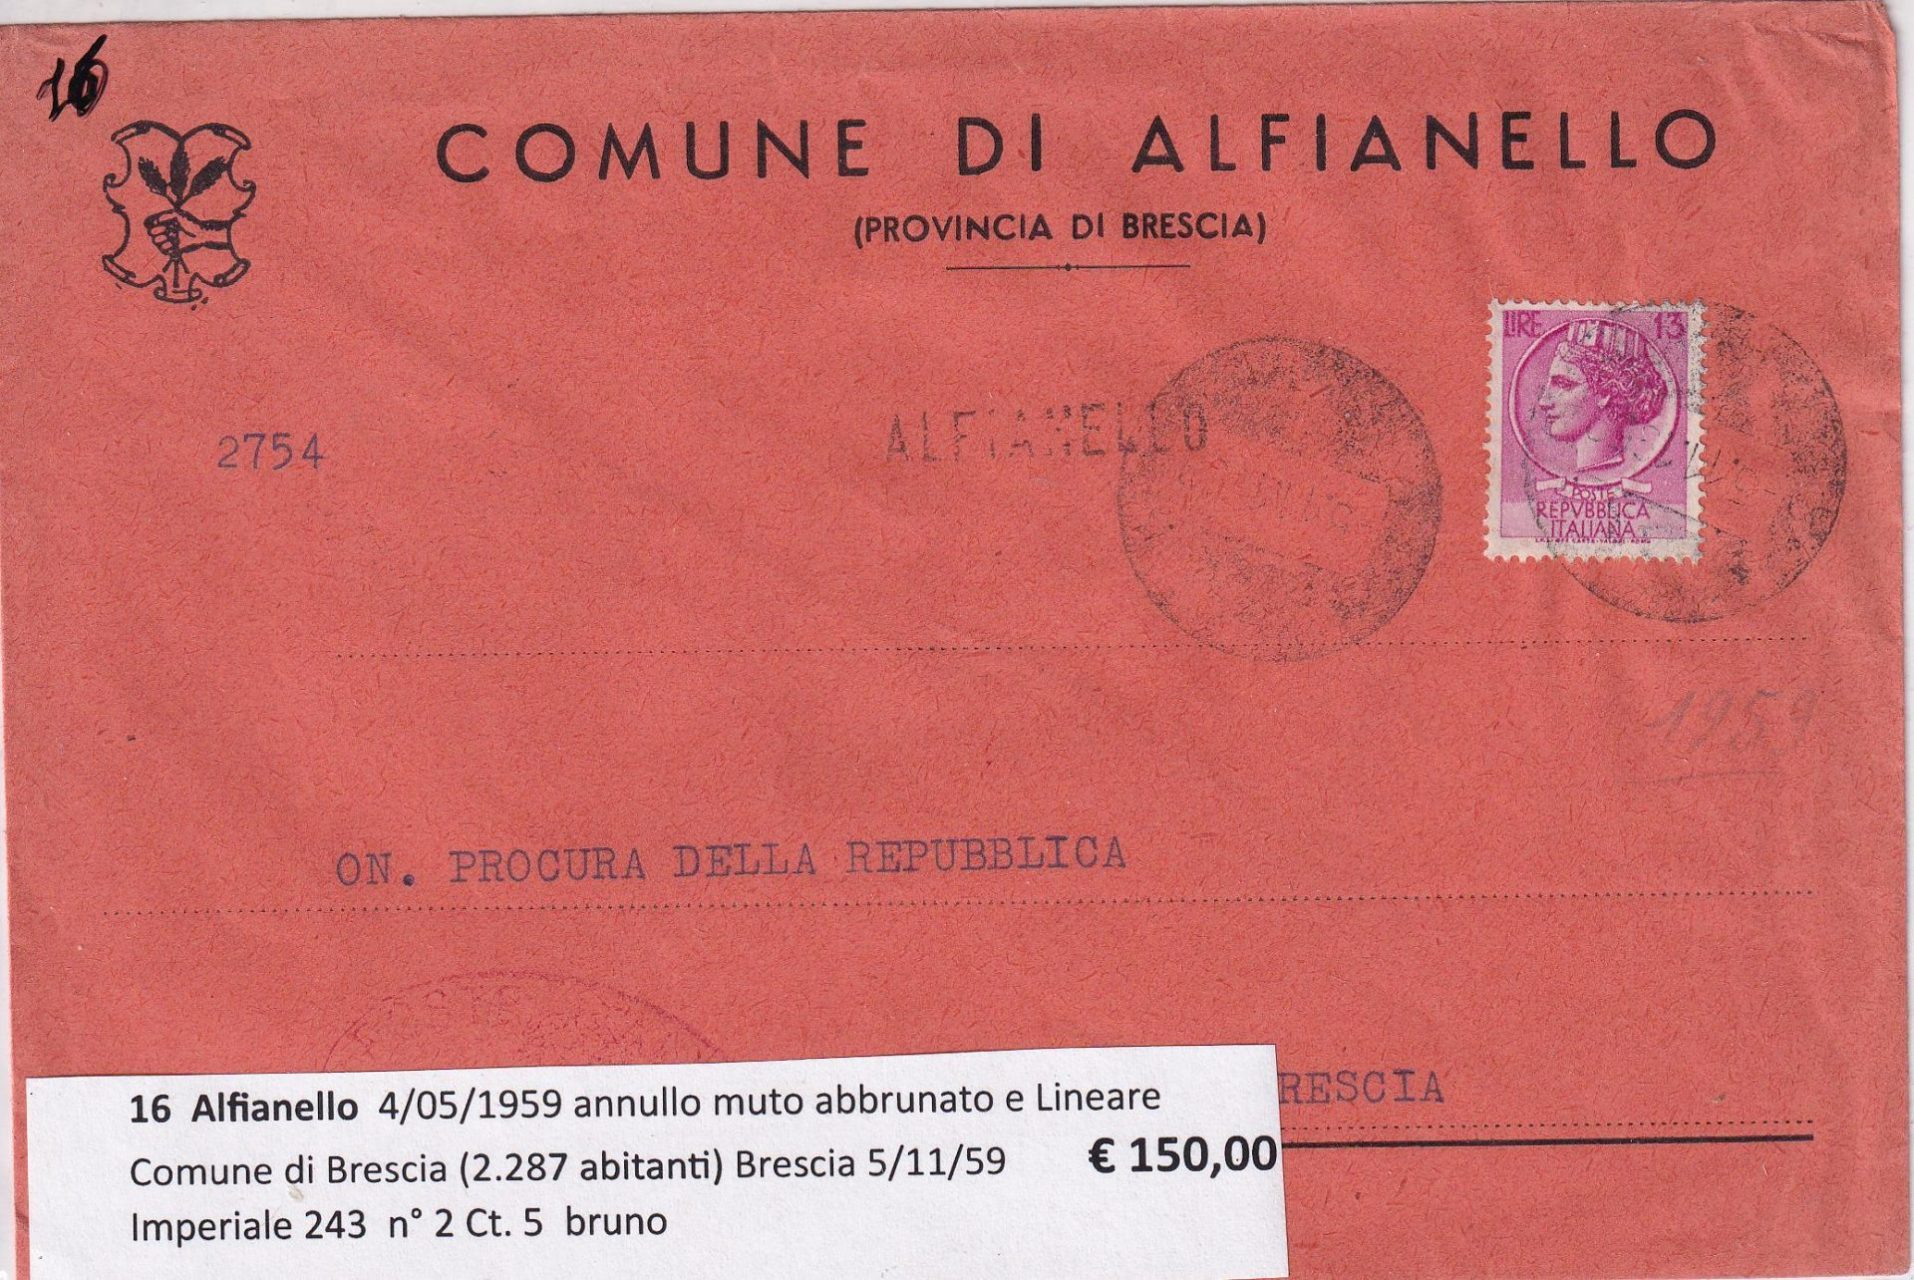 16
COMUNE DI ALFIANELLO
(PROVINCIA DI BRESCIA)
LIRE 13
POSTE
REPVBBLICA
ITALIANA
ALFIANELLO
2754
1959
ON. PROCURA DELLA REPUBBLICA
RESCIA
16 Alfianello 4/05/1959 annullo muto abbrunato e Lineare
Comune di Brescia (2.287 abitanti) Brescia 5/11/59 € 150,00
Imperiale 243 n° 2 Ct. 5 bruno